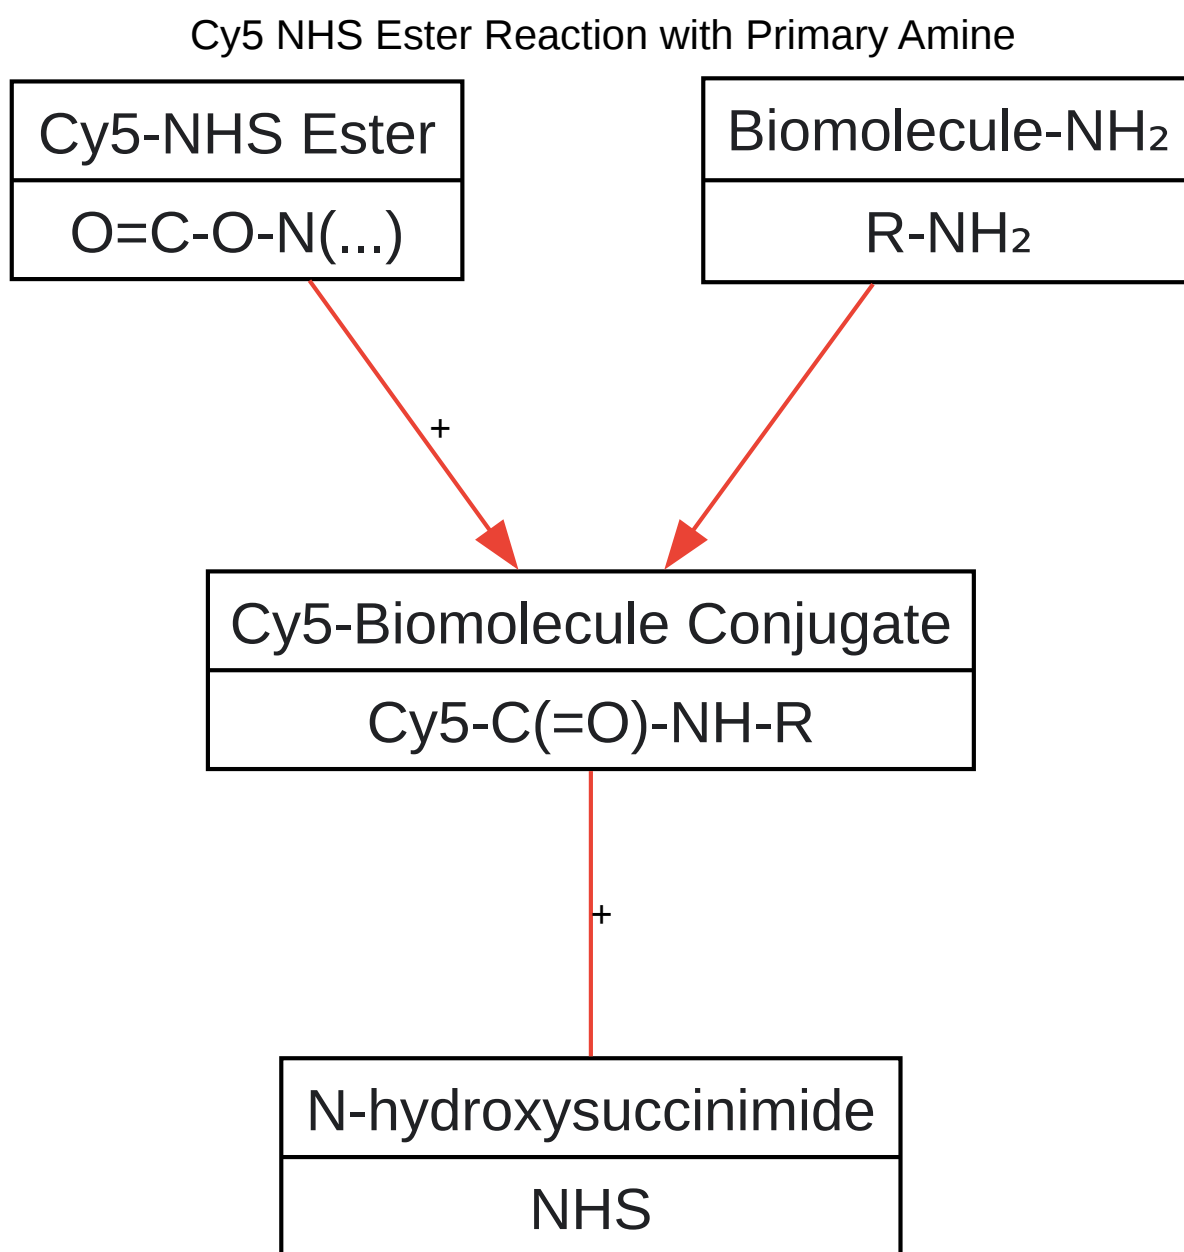 Cy5 NHS Ester Reaction with Primary Amine
Cy5-NHS Ester
O=C-O-N(...)
Biomolecule-NH₂
R-NH₂
+
Cy5-Biomolecule Conjugate
Cy5-C(=O)-NH-R
+
N-hydroxysuccinimide
NHS